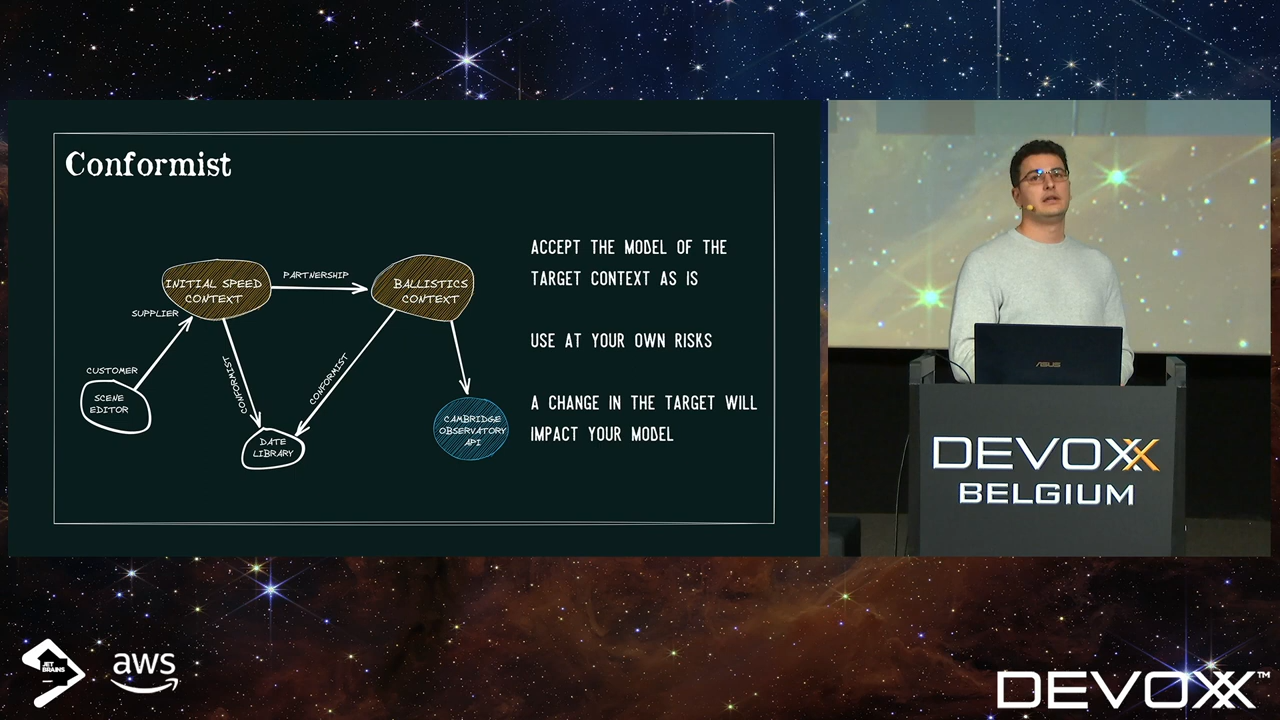 Conformist
INITIAL SPEED
CONTEXT
PARTNERSHIP
BALLISTICS
CONTEXT
SUPPLIER
CUSTOMER
SCENE
EDITOR
CONFORMIST
CONFORMIST
DATE
LIBRARY
CAMBRIDGE
OBSERVATORY
API
ACCEPT THE MODEL OF THE
TARGET CONTEXT AS IS
USE AT YOUR OWN RISKS
A CHANGE IN THE TARGET WILL
IMPACT YOUR MODEL
ASUS
DEVOXX
BELGIUM
JET
BRAINS
aws
DEVOXX™